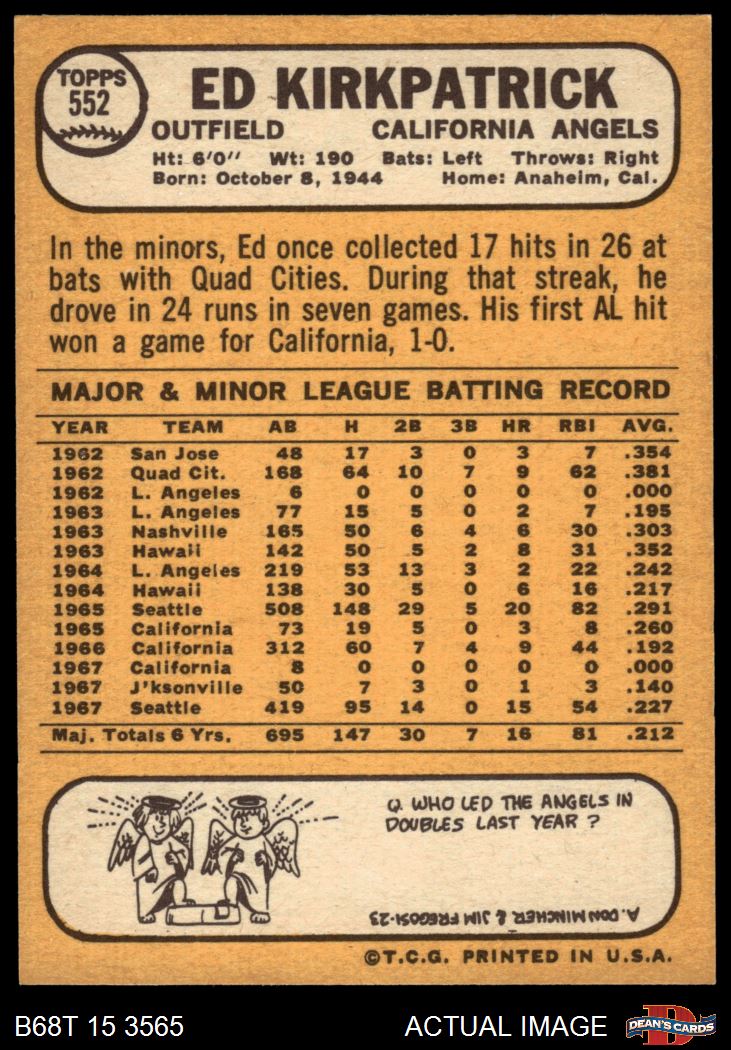 TOPPS
552
ED KIRKPATRICK
OUTFIELD CALIFORNIA ANGELS
Ht: 6'0'' Wt: 190 Bats: Left Throws: Right
Born: October 8, 1944 Home: Anaheim, Cal.
In the minors, Ed once collected 17 hits in 26 at
bats with Quad Cities. During that streak, he
drove in 24 runs in seven games. His first AL hit
won a game for California, 1-0.
MAJOR & MINOR LEAGUE BATTING RECORD
YEAR TEAM AB H 2B 3B HR RBI AVG.
1962 San Jose 48 17 3 0 3 7 .354
1962 Quad Cit. 168 64 10 7 9 62 .381
1962 L. Angeles 6 0 0 0 0 0 .000
1963 L. Angeles 77 15 5 0 2 7 .195
1963 Nashville 165 50 6 4 6 30 .303
1963 Hawaii 142 50 5 2 8 31 .352
1964 L. Angeles 219 53 13 3 2 22 .242
1964 Hawaii 138 30 5 0 6 16 .217
1965 Seattle 508 148 29 5 20 82 .291
1965 California 73 19 5 0 3 8 .260
1966 California 312 60 7 4 9 44 .192
1967 California 8 0 0 0 0 0 .000
1967 J'ksonville 50 7 3 0 1 3 .140
1967 Seattle 419 95 14 0 15 54 .227
Maj. Totals 6 Yrs. 695 147 30 7 16 81 .212
Q. WHO LED THE ANGELS IN
DOUBLES LAST YEAR ?
A. DON MINCHER & JIM FREGOSI-23
©T.C.G. PRINTED IN U.S.A.
B68T 15 3565 ACTUAL IMAGE DEAN'S CARDS